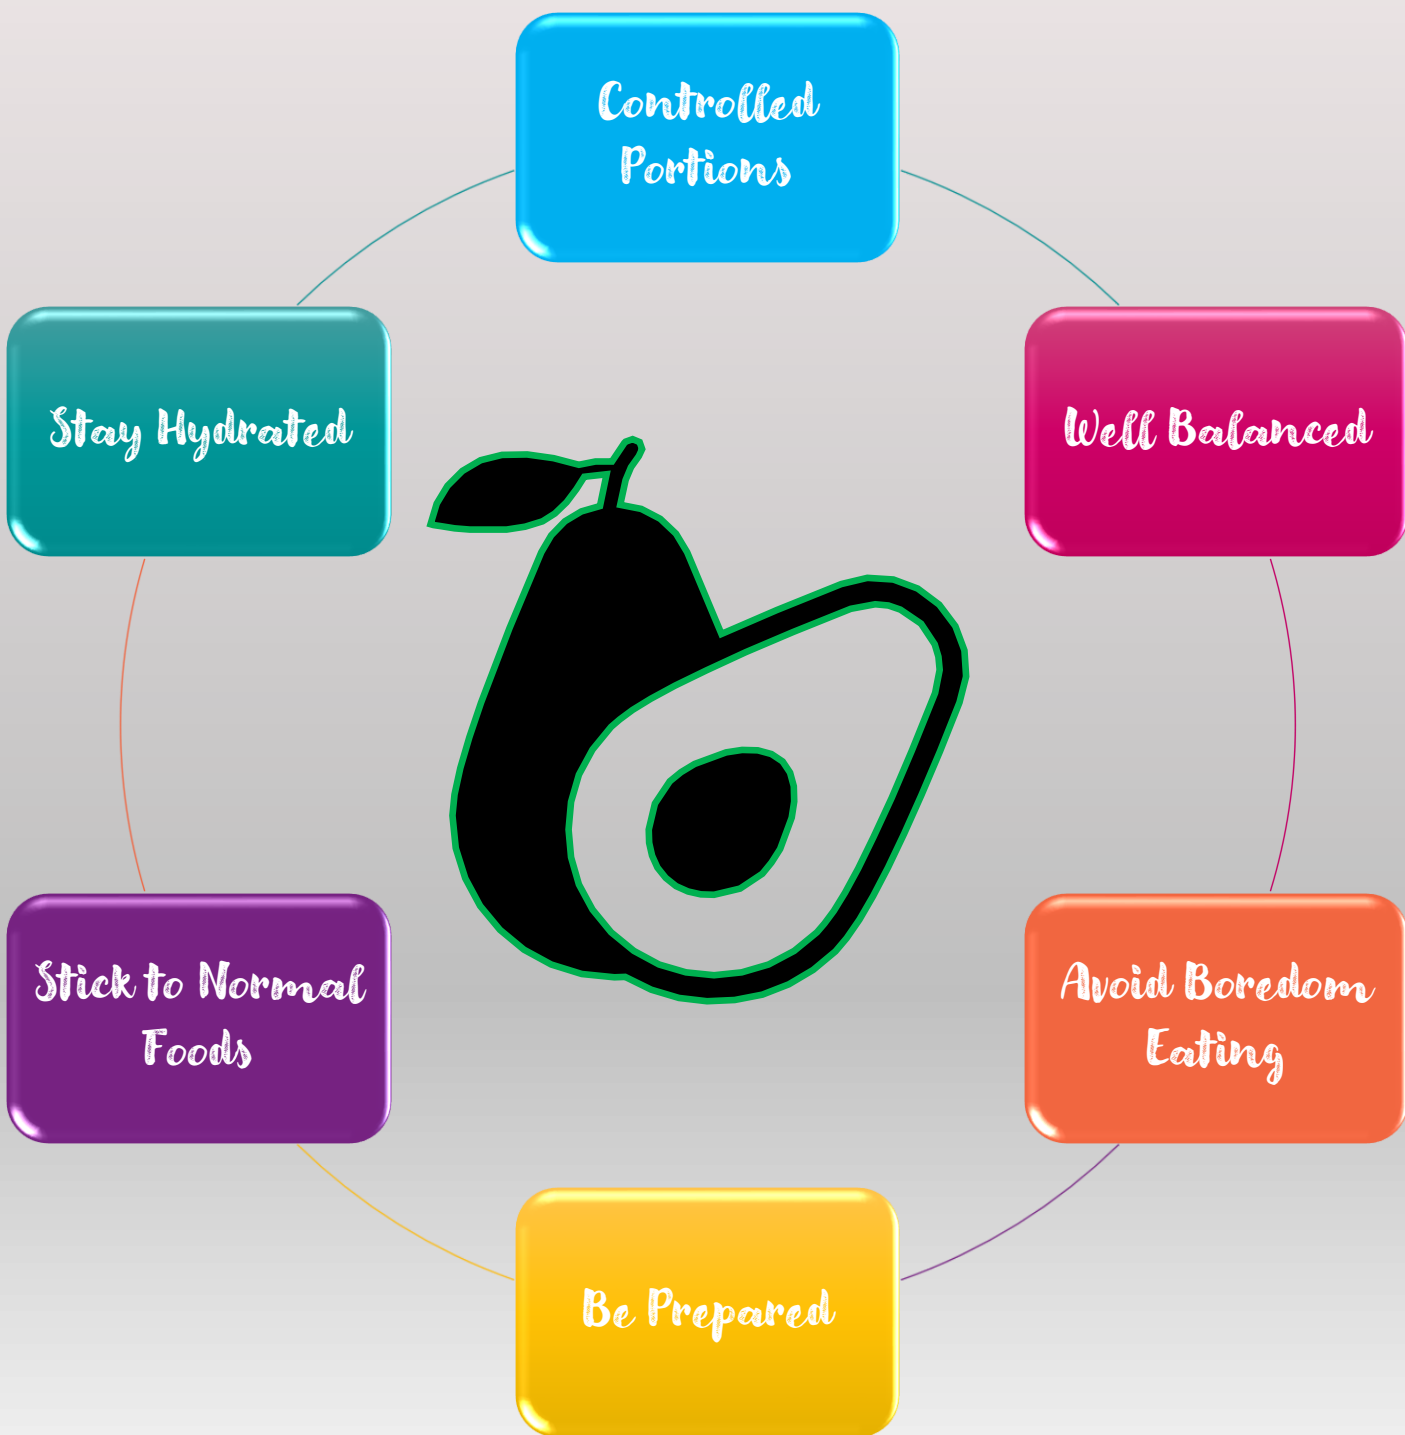 Controlled
Portions
Well Balanced
Avoid Boredom
Eating
Be Prepared
Stick to Normal
Foods
Stay Hydrated